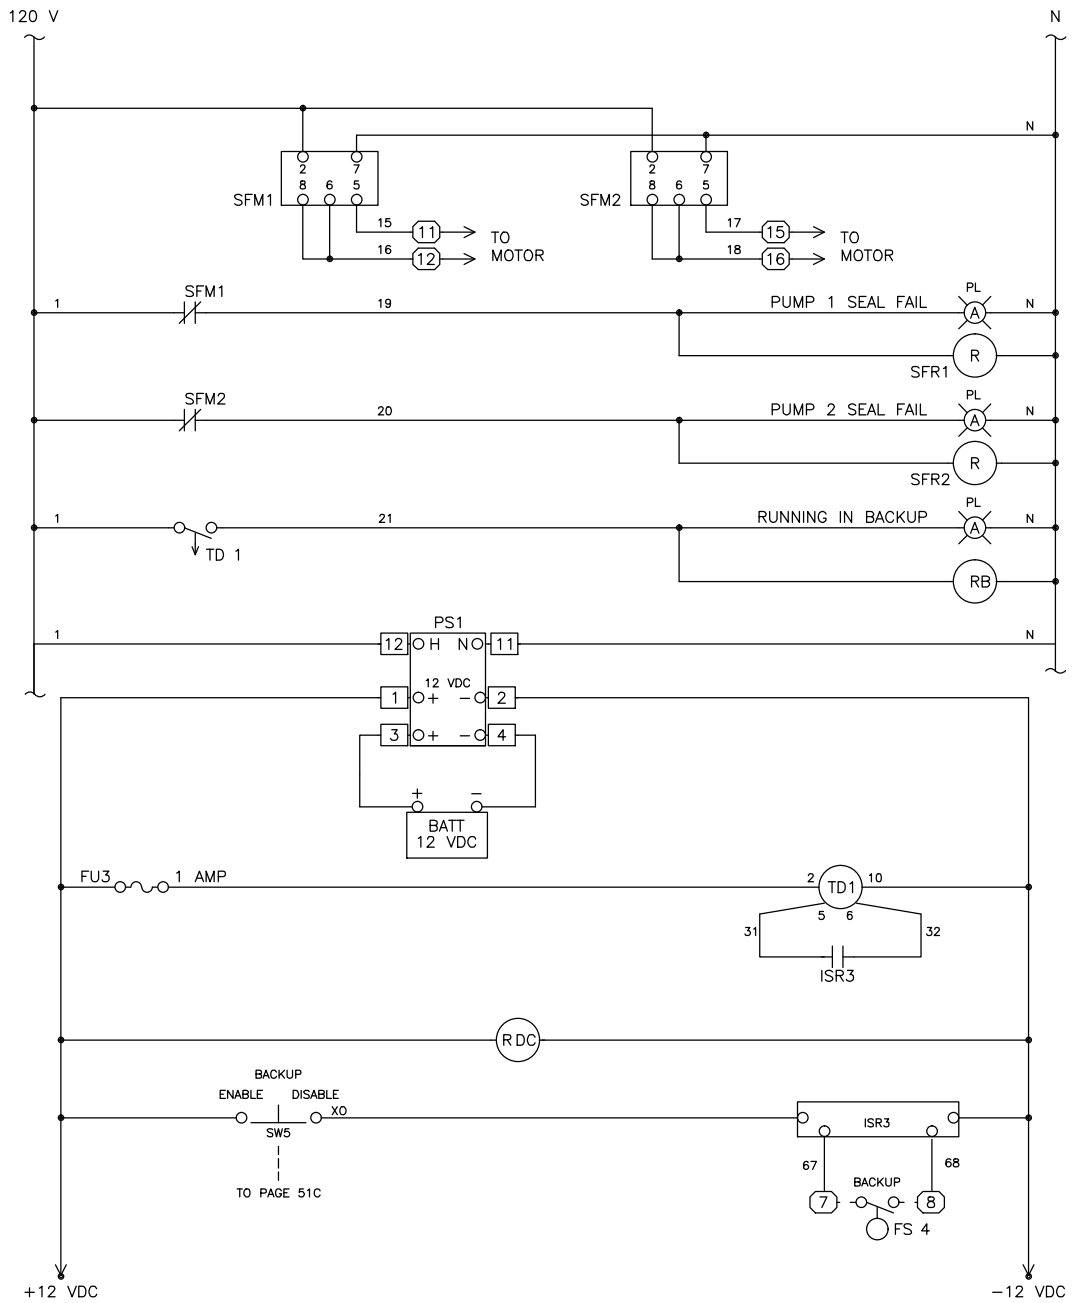 120 V
N
N
2 7
8 6 5
SFM1
2 7
8 6 5
SFM2
15 11
TO MOTOR
16 12
17 15
TO MOTOR
18 16
SFM1
PL
1 19 PUMP 1 SEAL FAIL A N
SFR1 R
SFM2
PL
20 PUMP 2 SEAL FAIL A N
SFR2 R
PL
1 21 RUNNING IN BACKUP A N
TD 1
RB
PS1
1 12 H N 11 N
12 VDC
1 + − 2
3 + − 4
+ −
BATT
12 VDC
FU3 1 AMP 2 TD1 10
5 6
31 32
ISR3
RDC
BACKUP
ENABLE DISABLE
XO
SW5
ISR3
67 68
TO PAGE 51C
BACKUP
7 8
FS 4
+12 VDC
−12 VDC